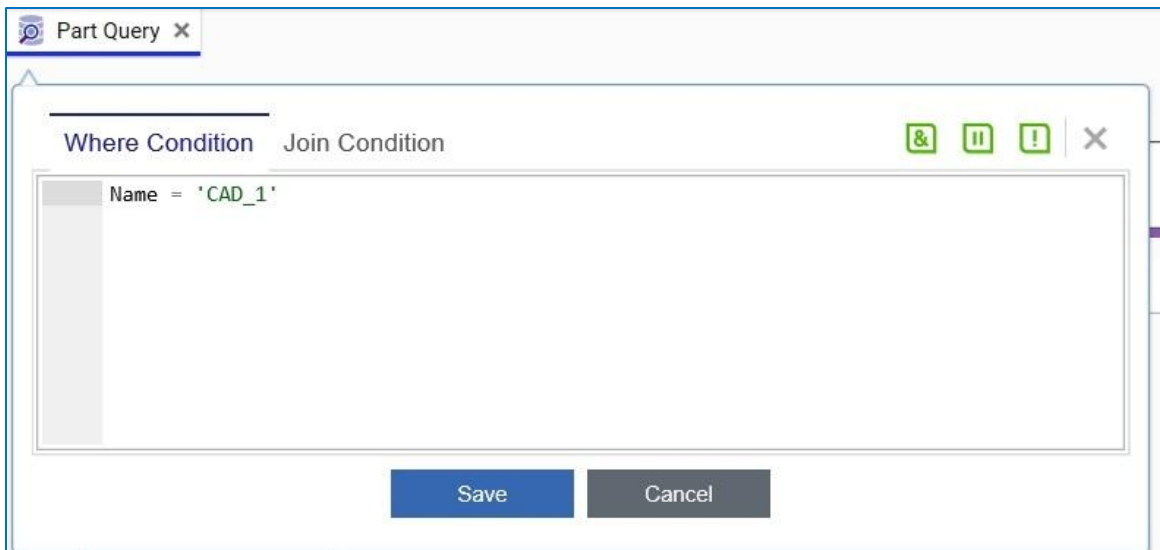 Part Query
Where Condition Join Condition
& || !
Name = 'CAD_1'
Save Cancel